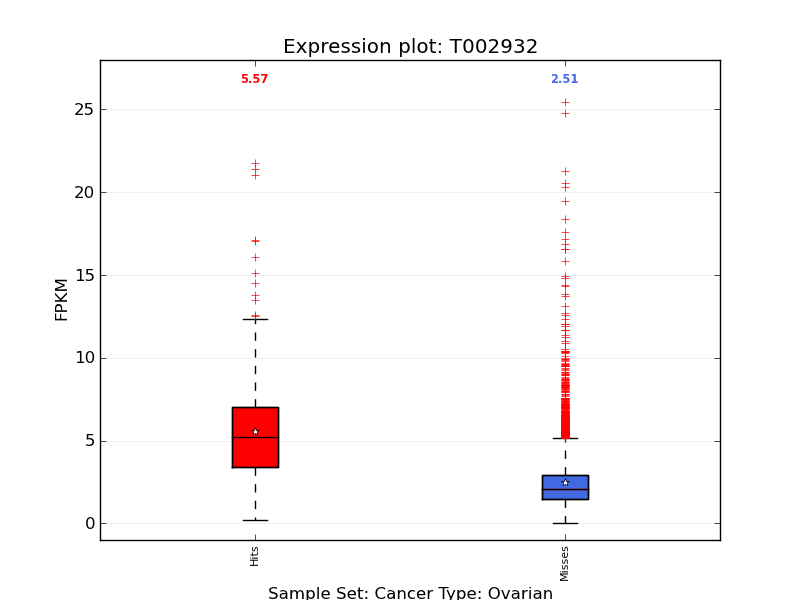 Expression plot: T002932
5.57
2.51
25
20
15
10
5
0
FPKM
Hits
Misses
Sample Set: Cancer Type: Ovarian